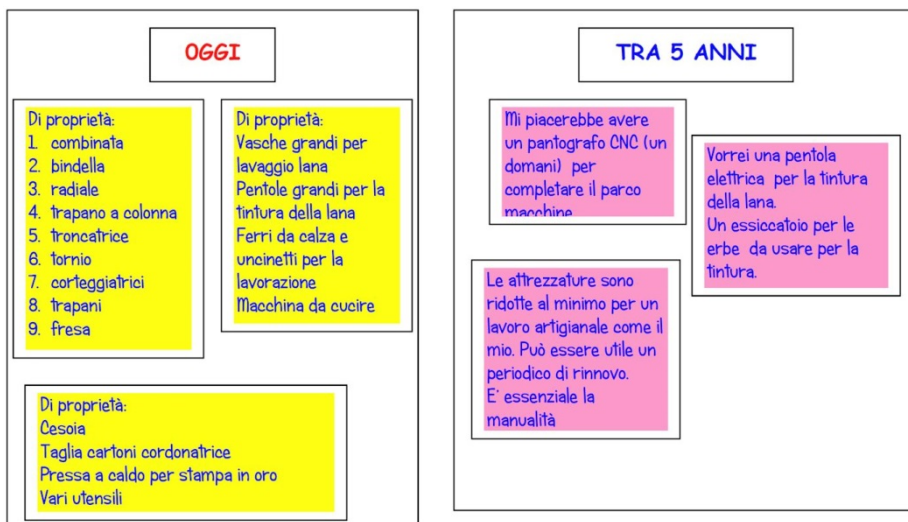 OGGI
Di proprietà:
1. combinata
2. bindella
3. radiale
4. trapano a colonna
5. troncatrice
6. tornio
7. corteggiatrici
8. trapani
9. fresa
Di proprietà:
Vasche grandi per
lavaggio lana
Pentole grandi per la
tintura della lana
Ferri da calza e
uncinetti per la
lavorazione
Macchina da cucire
Di proprietà:
Cesoia
Taglia cartoni cordonatrice
Pressa a caldo per stampa in oro
Vari utensili
TRA 5 ANNI
Mi piacerebbe avere
un pantografo CNC (un
domani) per
completare il parco
macchine
Vorrei una pentola
elettrica per la tintura
della lana.
Un essiccatoio per le
erbe da usare per la
tintura.
Le attrezzature sono
ridotte al minimo per un
lavoro artigianale come il
mio. Può essere utile un
periodico di rinnovo.
E' essenziale la
manualità